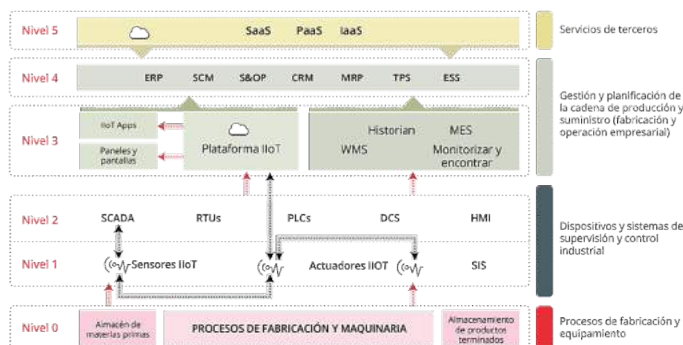 Nivel 5
SaaS PaaS IaaS
Servicios de terceros
Nivel 4
ERP SCM S&OP CRM MRP TPS ESS
Gestión y planificación de
la cadena de producción y
suministro (fabricación y
operación empresarial)
Nivel 3
IIoT Apps
Paneles y
pantallas
Plataforma IIoT
Historian MES
WMS Monitorizar y
encontrar
Nivel 2
SCADA RTUs PLCs DCS HMI
Dispositivos y sistemas de
supervisión y control
industrial
Nivel 1
Sensores IIoT Actuadores IIOT SIS
Nivel 0
Almacén de
materias primas
PROCESOS DE FABRICACIÓN Y MAQUINARIA
Almacenamiento
de productos
terminados
Procesos de fabricación y
equipamiento